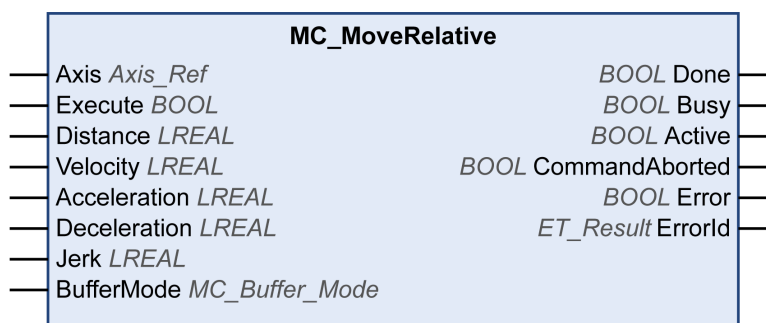 MC_MoveRelative
Axis Axis_Ref BOOL Done
Execute BOOL BOOL Busy
Distance LREAL BOOL Active
Velocity LREAL BOOL CommandAborted
Acceleration LREAL BOOL Error
Deceleration LREAL ET_Result ErrorId
Jerk LREAL
BufferMode MC_Buffer_Mode